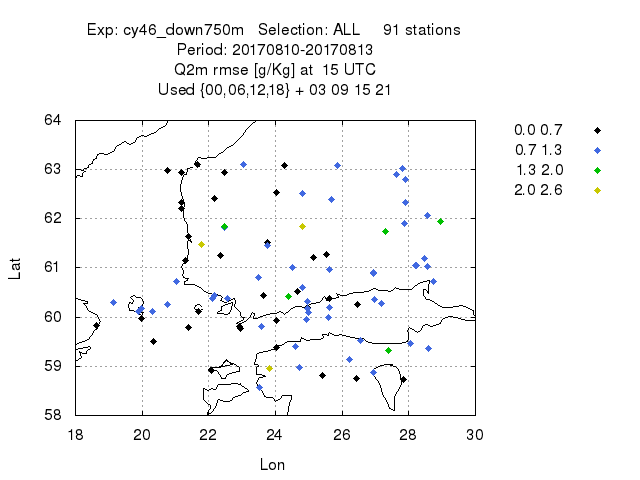 Exp: cy46_down750m Selection: ALL 91 stations
Period: 20170810-20170813
Q2m rmse [g/Kg] at 15 UTC
Used {00,06,12,18} + 03 09 15 21
64
63
62
61
60
59
58
Lat
18 20 22 24 26 28 30
Lon
0.0 0.7
0.7 1.3
1.3 2.0
2.0 2.6